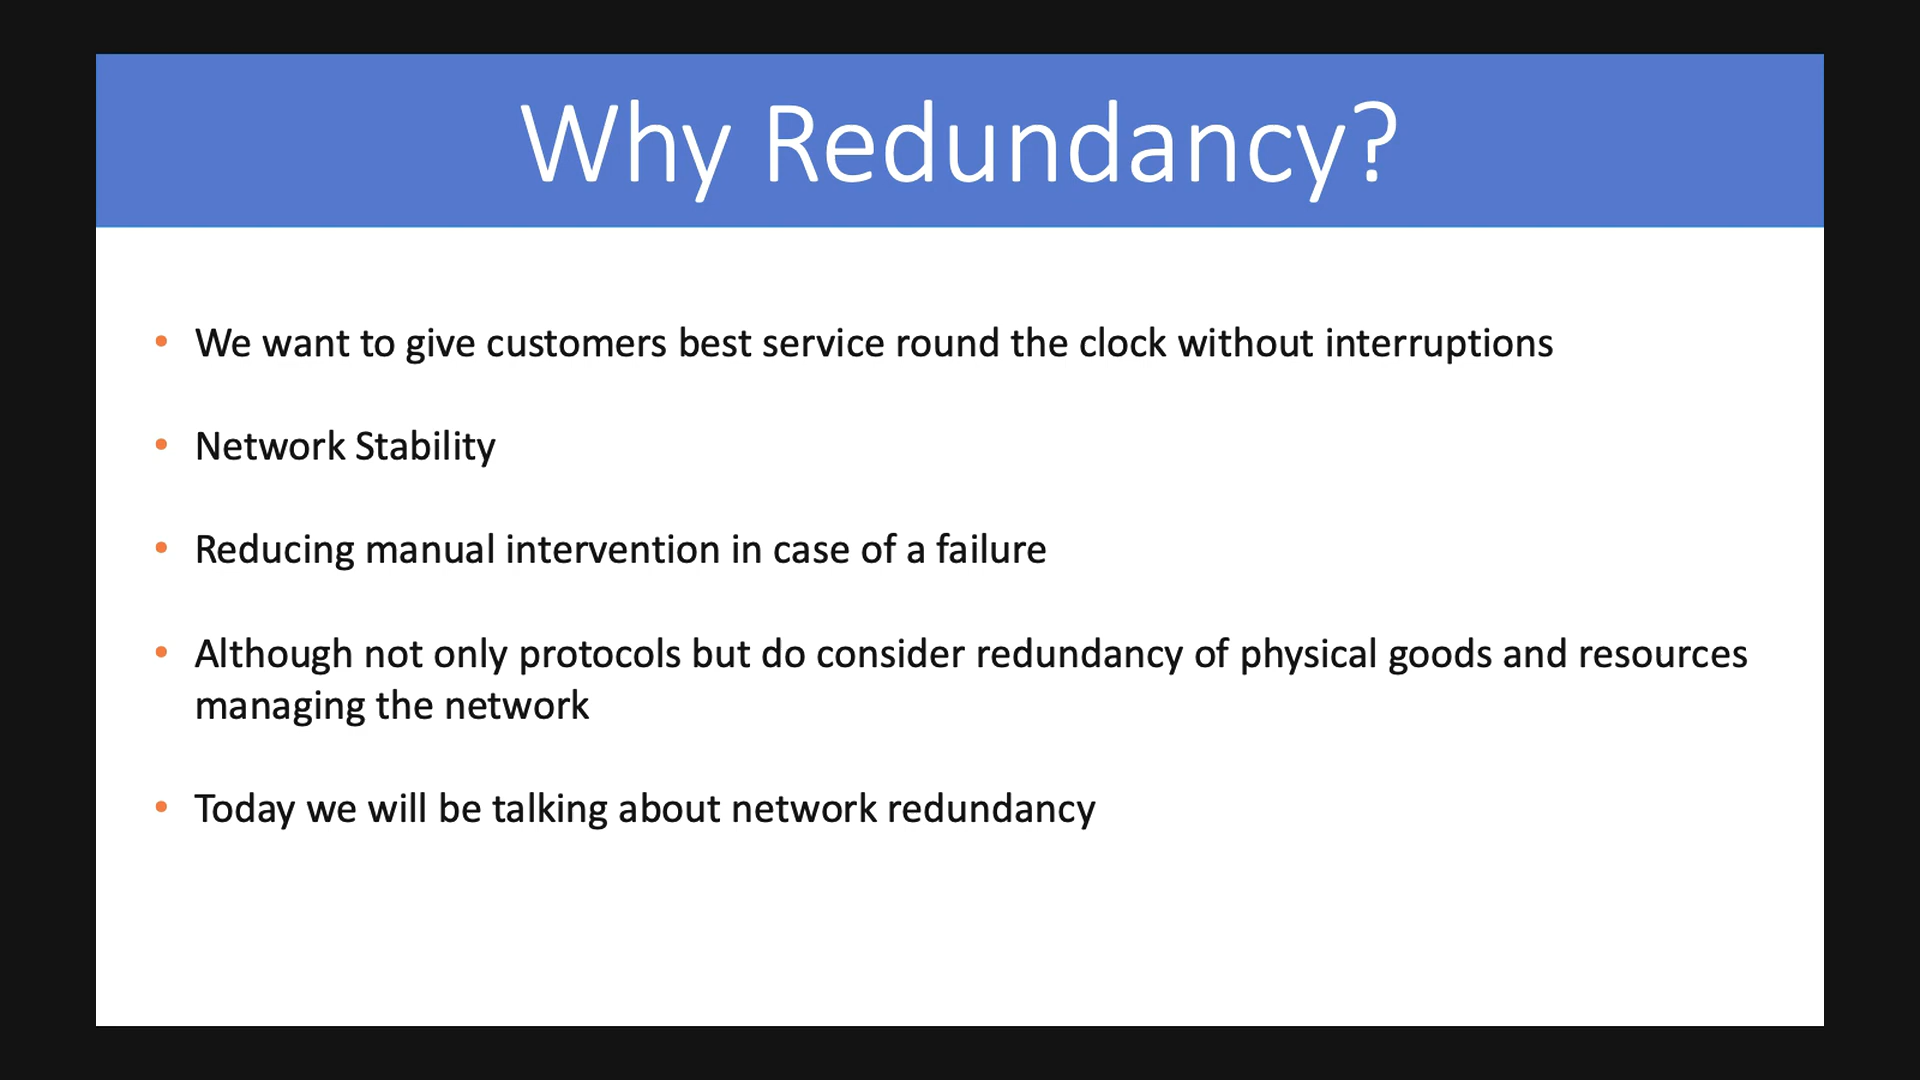 Why Redundancy?
• We want to give customers best service round the clock without interruptions
• Network Stability
• Reducing manual intervention in case of a failure
• Although not only protocols but do consider redundancy of physical goods and resources
managing the network
• Today we will be talking about network redundancy